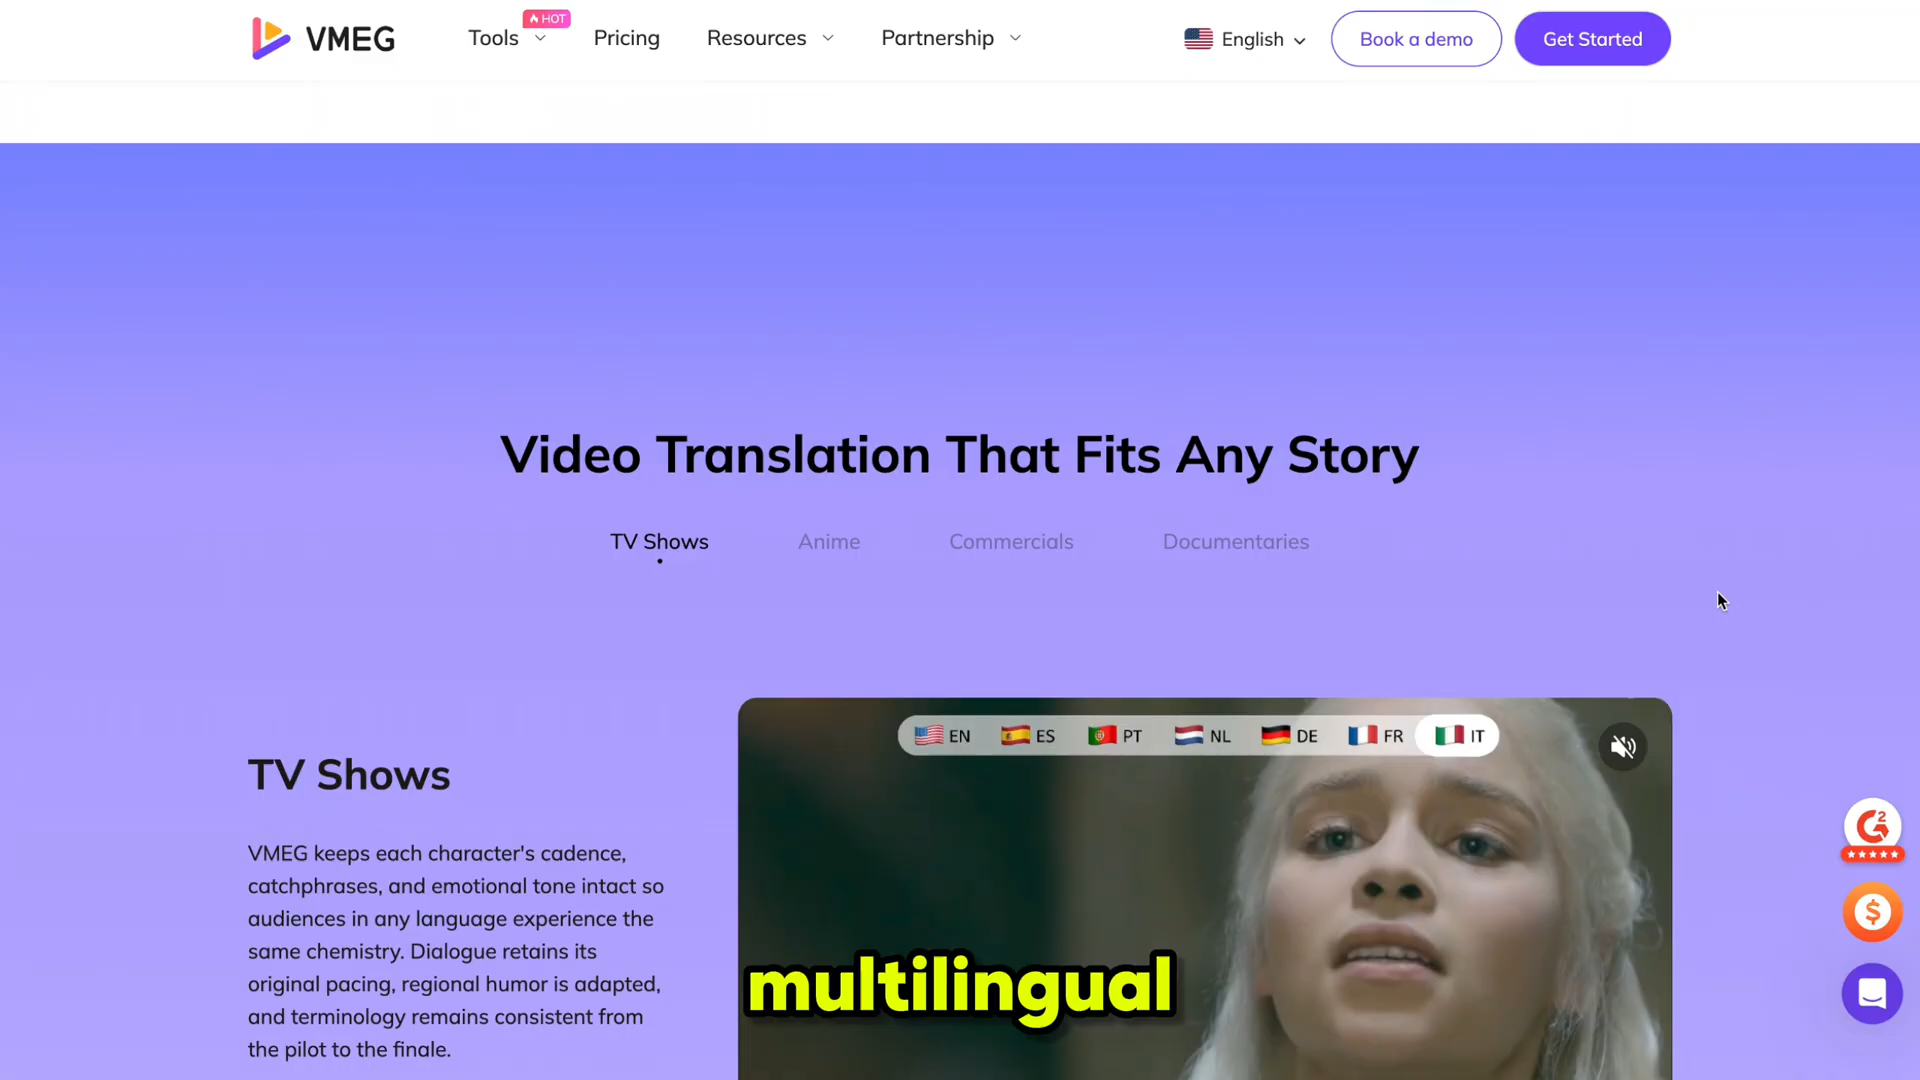 VMEG
Tools
HOT
Pricing
Resources
Partnership
English
Book a demo
Get Started
Video Translation That Fits Any Story
TV Shows
Anime
Commercials
Documentaries
EN
ES
PT
NL
DE
FR
IT
TV Shows
VMEG keeps each character's cadence,
catchphrases, and emotional tone intact so
audiences in any language experience the
same chemistry. Dialogue retains its
original pacing, regional humor is adapted,
and terminology remains consistent from
the pilot to the finale.
multilingual
G2
$